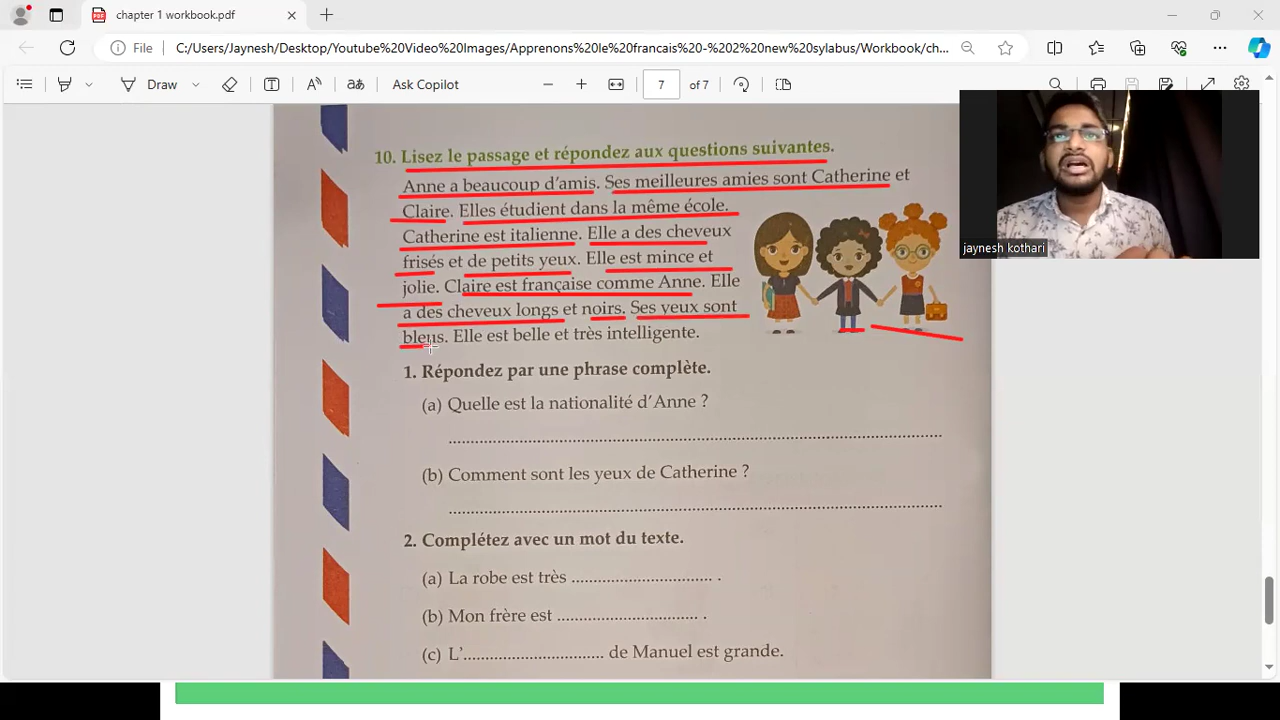 chapter 1 workbook.pdf
File
C:/Users/Jaynesh/Desktop/Youtube%20Video%20Images/Apprenons%20le%20francais%20-%202%20new%20sylabus/Workbook/ch...
Draw
aあ
Ask Copilot
7
of 7
jaynesh kothari
10. Lisez le passage et répondez aux questions suivantes.
Anne a beaucoup d'amis. Ses meilleures amies sont Catherine et
Claire. Elles étudient dans la même école.
Catherine est italienne. Elle a des cheveux
frisés et de petits yeux. Elle est mince et
jolie. Claire est française comme Anne. Elle
a des cheveux longs et noirs. Ses yeux sont
bleus. Elle est belle et très intelligente.
1. Répondez par une phrase complète.
(a) Quelle est la nationalité d'Anne ?
(b) Comment sont les yeux de Catherine ?
2. Complétez avec un mot du texte.
(a) La robe est très .............................. .
(b) Mon frère est .............................. .
(c) L'.............................. de Manuel est grande.